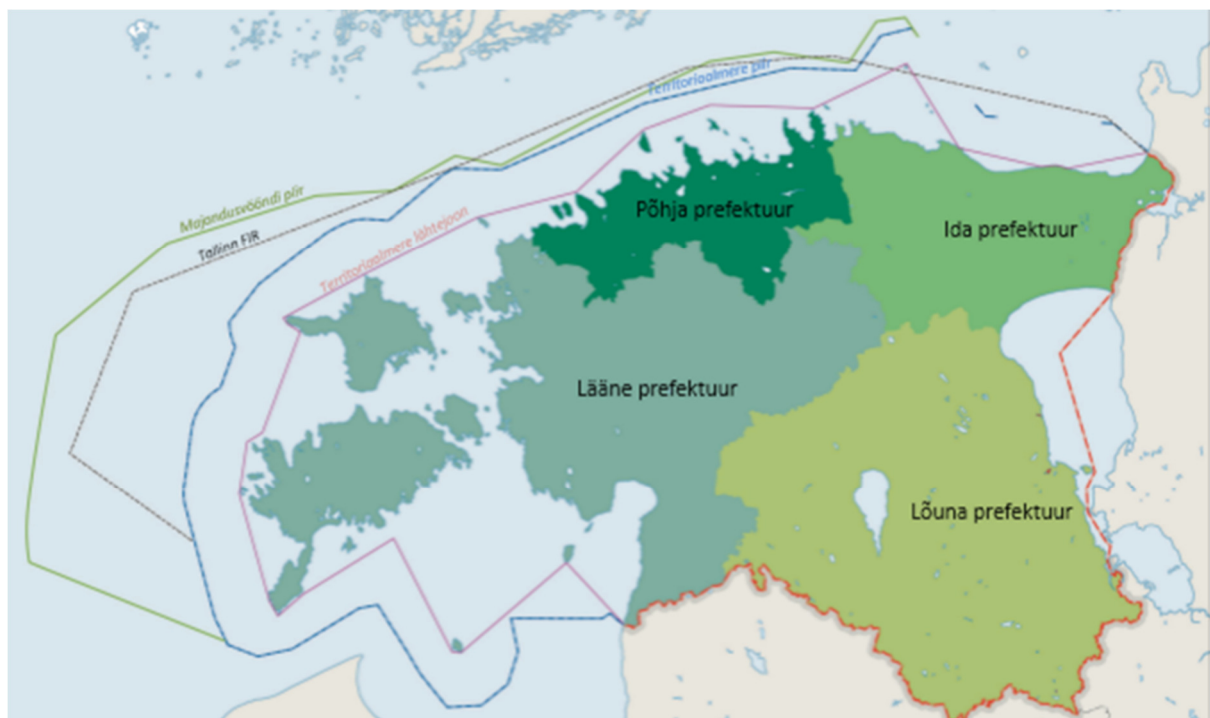 Territoriaalmere piir
Majandusvööndi piir
Tallinn FIR
Territoriaalmere lähtejoon
Põhja prefektuur
Ida prefektuur
Lääne prefektuur
Lõuna prefektuur